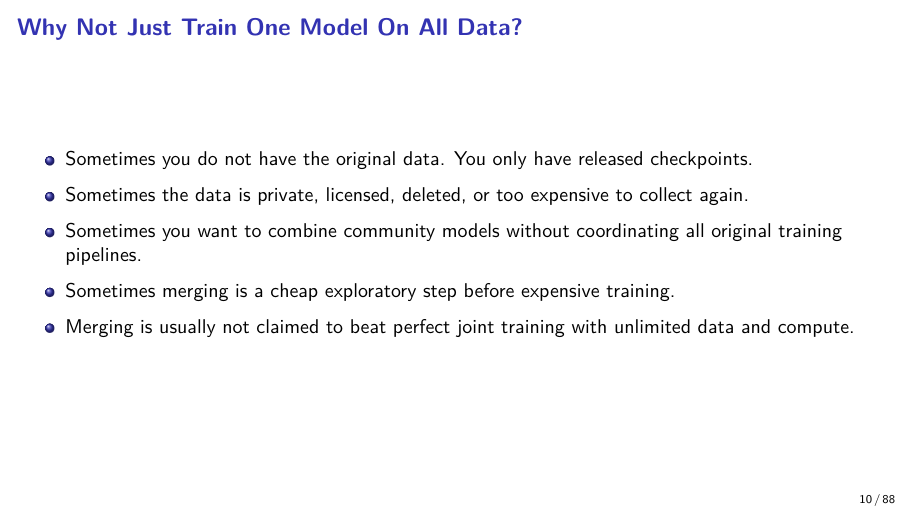 Why Not Just Train One Model On All Data?
Sometimes you do not have the original data. You only have released checkpoints.
Sometimes the data is private, licensed, deleted, or too expensive to collect again.
Sometimes you want to combine community models without coordinating all original training
pipelines.
Sometimes merging is a cheap exploratory step before expensive training.
Merging is usually not claimed to beat perfect joint training with unlimited data and compute.
10 / 88